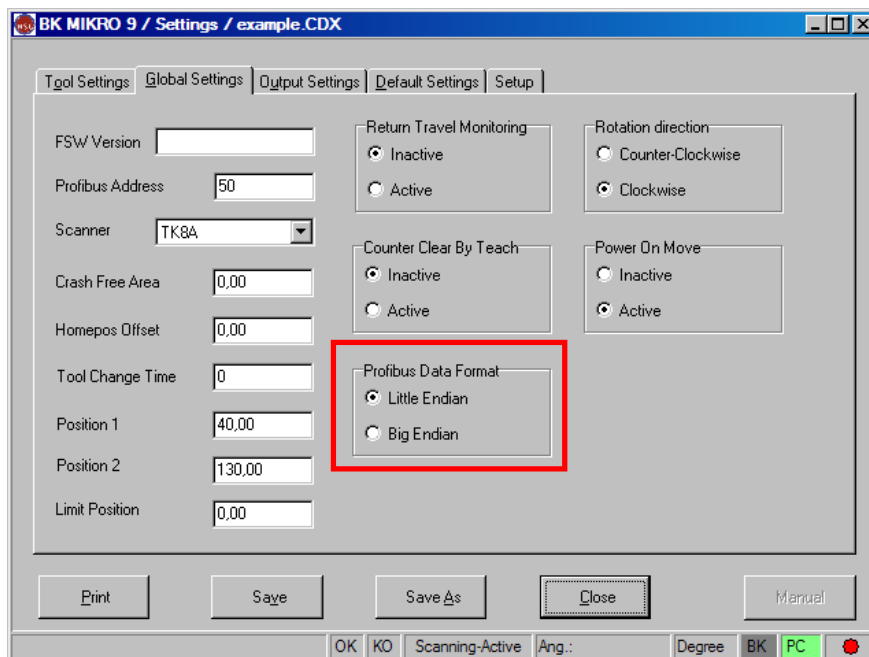 BK MIKRO 9 / Settings / example.CDX
Tool Settings Global Settings Output Settings Default Settings Setup
FSW Version
Profibus Address 50
Scanner TK8A
Crash Free Area 0,00
Homepos Offset 0,00
Tool Change Time 0
Position 1 40,00
Position 2 130,00
Limit Position 0,00
Return Travel Monitoring
Inactive
Active
Counter Clear By Teach
Inactive
Active
Profibus Data Format
Little Endian
Big Endian
Rotation direction
Counter-Clockwise
Clockwise
Power On Move
Inactive
Active
Print Save Save As Close Manual
OK KO Scanning-Active Ang.: Degree BK PC